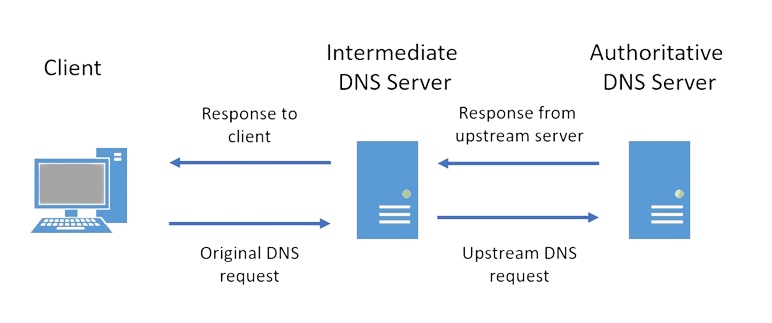 Client
Intermediate
DNS Server
Authoritative
DNS Server
Response to
client
Response from
upstream server
Original DNS
request
Upstream DNS
request